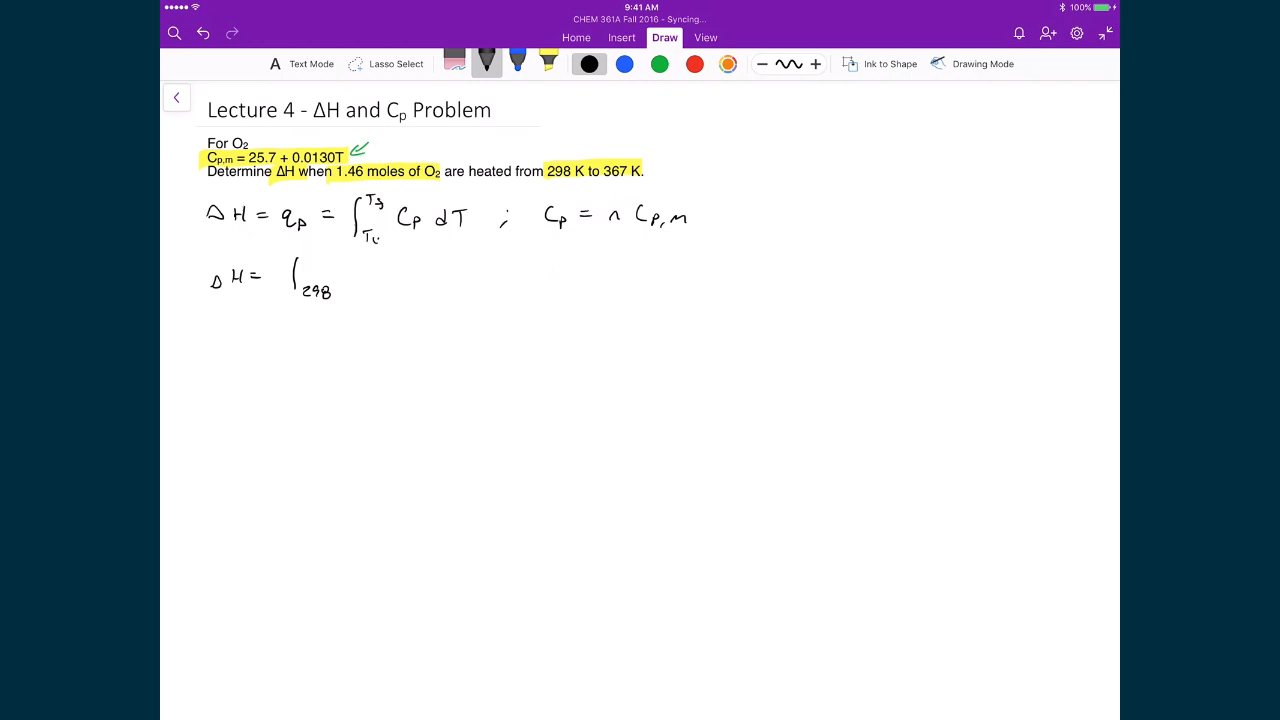 9:41 AM
100%
CHEM 361A Fall 2016 - Syncing...
Home Insert Draw View
A Text Mode Lasso Select Ink to Shape Drawing Mode
Lecture 4 - ΔH and Cp Problem
For O₂
Cp,m = 25.7 + 0.0130T
Determine ΔH when 1.46 moles of O₂ are heated from 298 K to 367 K.
ΔH = qp = ∫ Ti Tf Cp dT ; Cp = n Cp,m
ΔH = ∫ 298